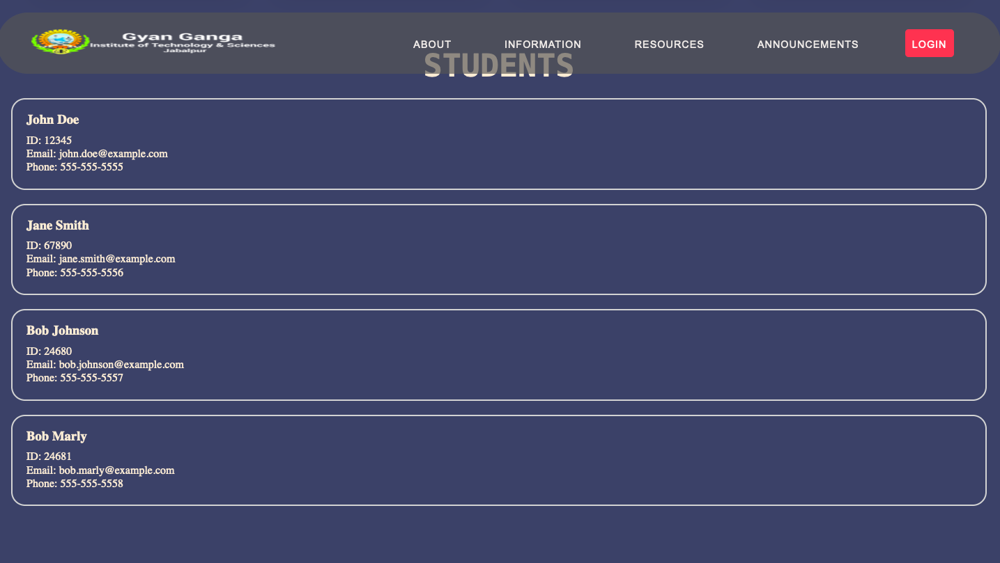 Gyan Ganga
Institute of Technology & Sciences
Jabalpur
ABOUT INFORMATION RESOURCES ANNOUNCEMENTS LOGIN
STUDENTS
John Doe
ID: 12345
Email: john.doe@example.com
Phone: 555-555-5555
Jane Smith
ID: 67890
Email: jane.smith@example.com
Phone: 555-555-5556
Bob Johnson
ID: 24680
Email: bob.johnson@example.com
Phone: 555-555-5557
Bob Marly
ID: 24681
Email: bob.marly@example.com
Phone: 555-555-5558